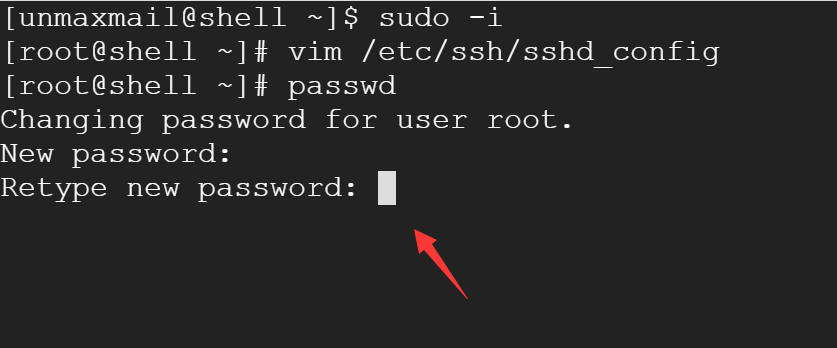 [unmaxmail@shell ~]$ sudo -i
[root@shell ~]# vim /etc/ssh/sshd_config
[root@shell ~]# passwd
Changing password for user root.
New password:
Retype new password: